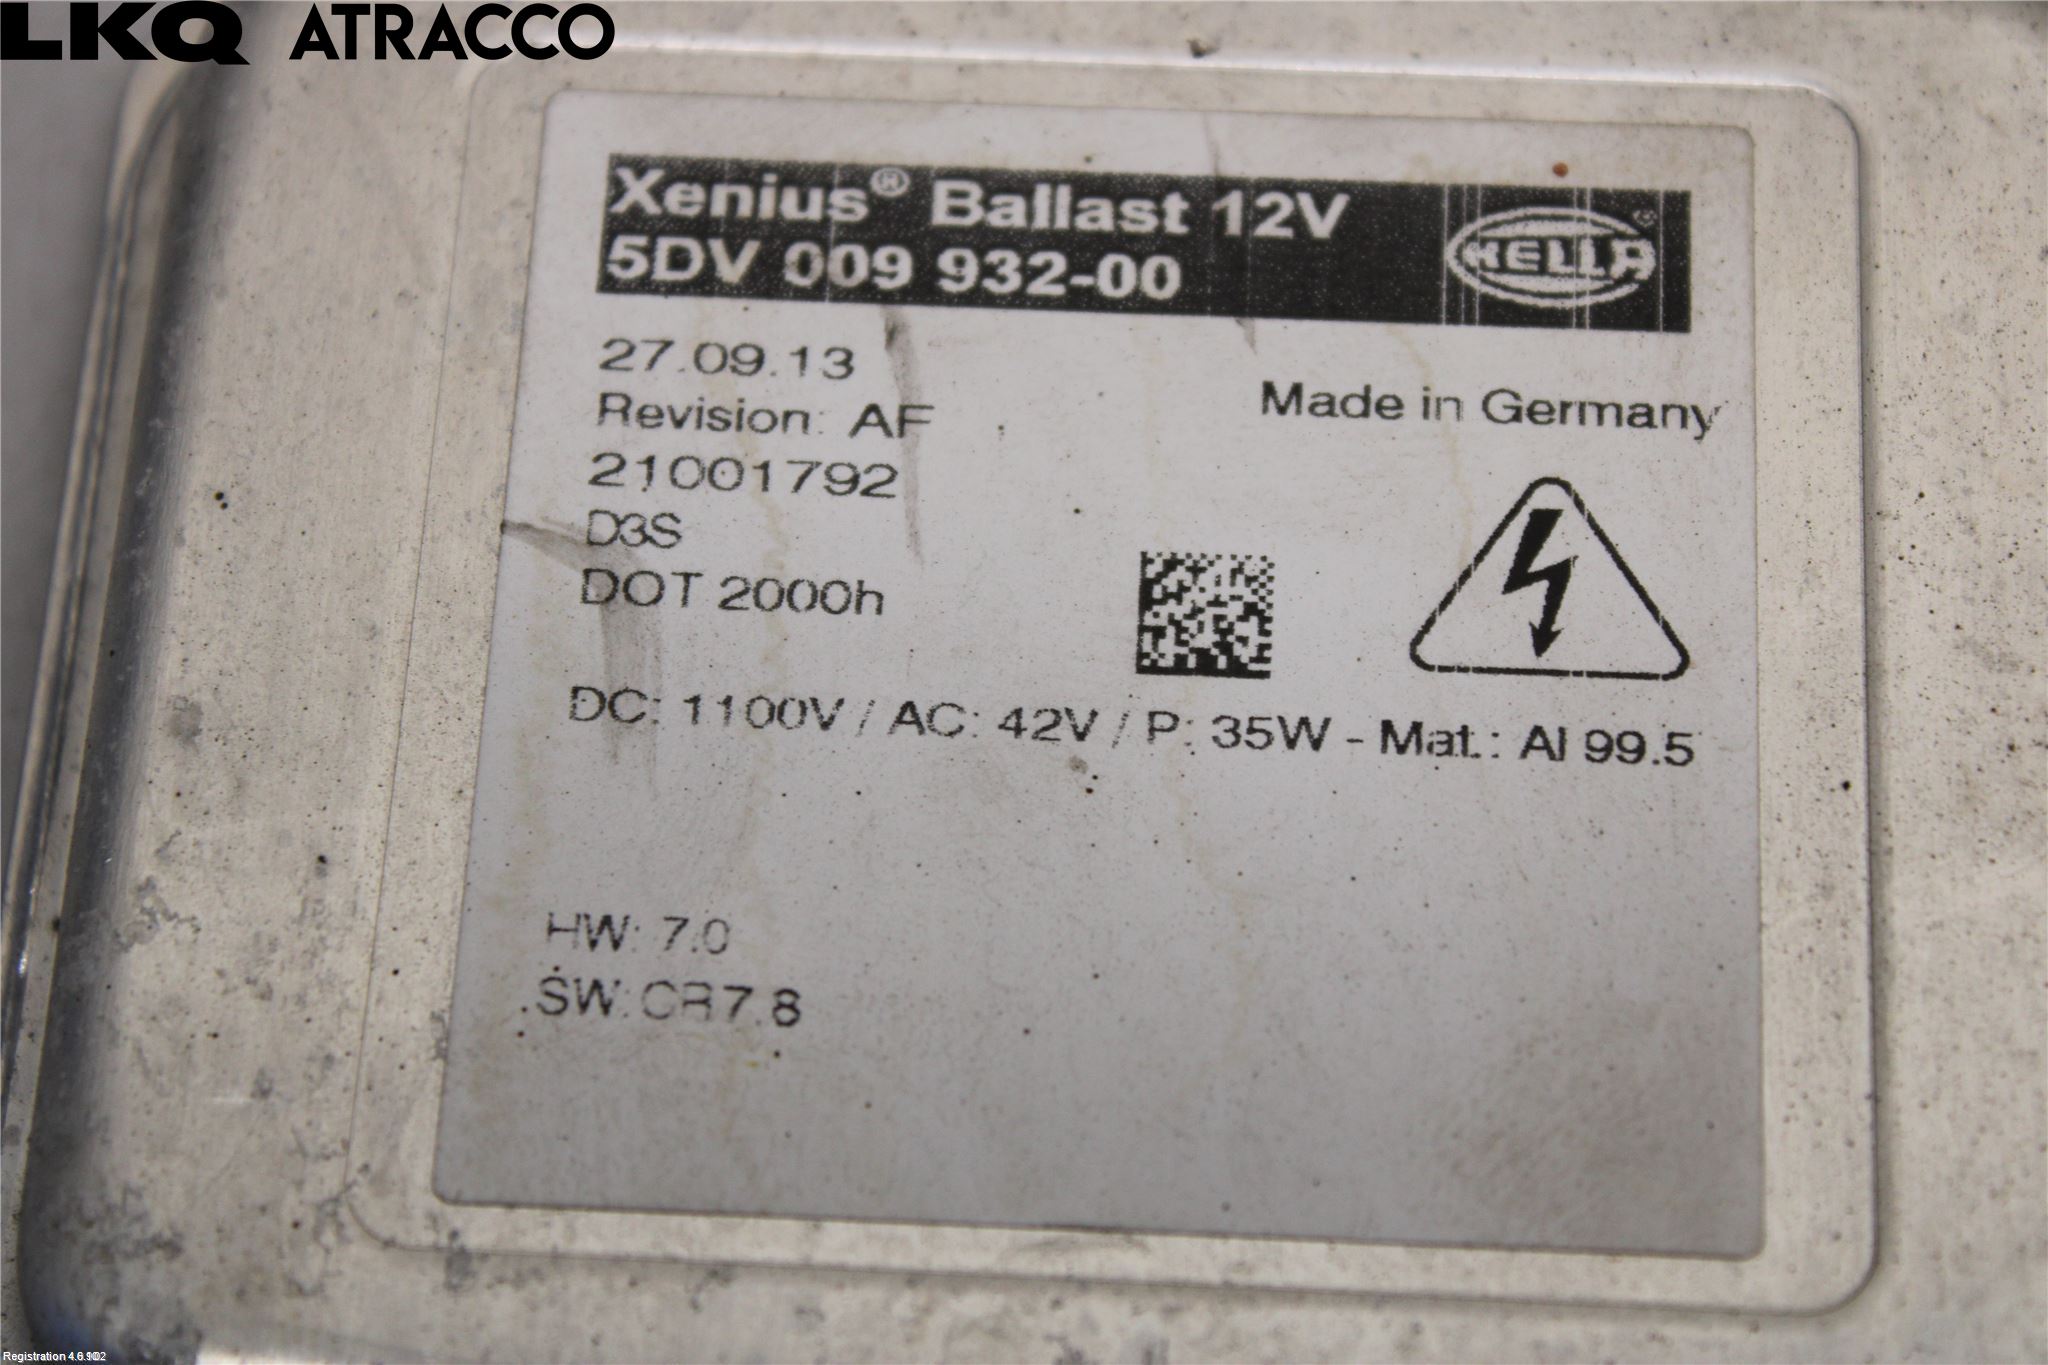 LKQ ATRACCO
Xenius® Ballast 12V
5DV 009 932-00
HELLA
27.09.13
Revision: AF
Made in Germany
21001792
D3S
DOT 2000h
DC: 1100V / AC: 42V / P: 35W - Mat.: Al 99.5
HW: 7.0
SW: CR7.8
Registration